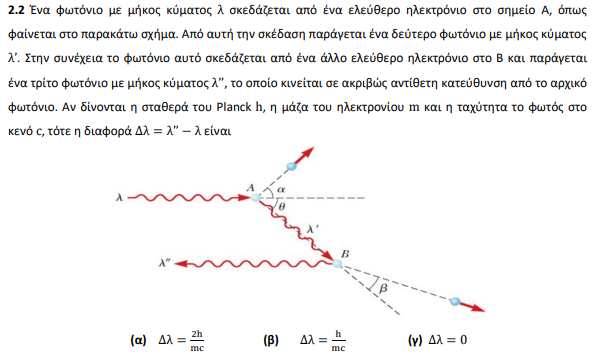 2.2 Ένα φωτόνιο με μήκος κύματος λ σκεδάζεται από ένα ελεύθερο ηλεκτρόνιο στο σημείο Α, όπως
φαίνεται στο παρακάτω σχήμα. Από αυτή την σκέδαση παράγεται ένα δεύτερο φωτόνιο με μήκος κύματος
λ’. Στην συνέχεια το φωτόνιο αυτό σκεδάζεται από ένα άλλο ελεύθερο ηλεκτρόνιο στο Β και παράγεται
ένα τρίτο φωτόνιο με μήκος κύματος λ”, το οποίο κινείται σε ακριβώς αντίθετη κατεύθυνση από το αρχικό
φωτόνιο. Αν δίνονται η σταθερά του Planck h, η μάζα του ηλεκτρονίου m και η ταχύτητα το φωτός στο
κενό c, τότε η διαφορά Δλ = λ” − λ είναι
A
α
λ
θ
λ'
B
λ"
β
(α) Δλ = 2h/mc (β) Δλ = h/mc (γ) Δλ = 0